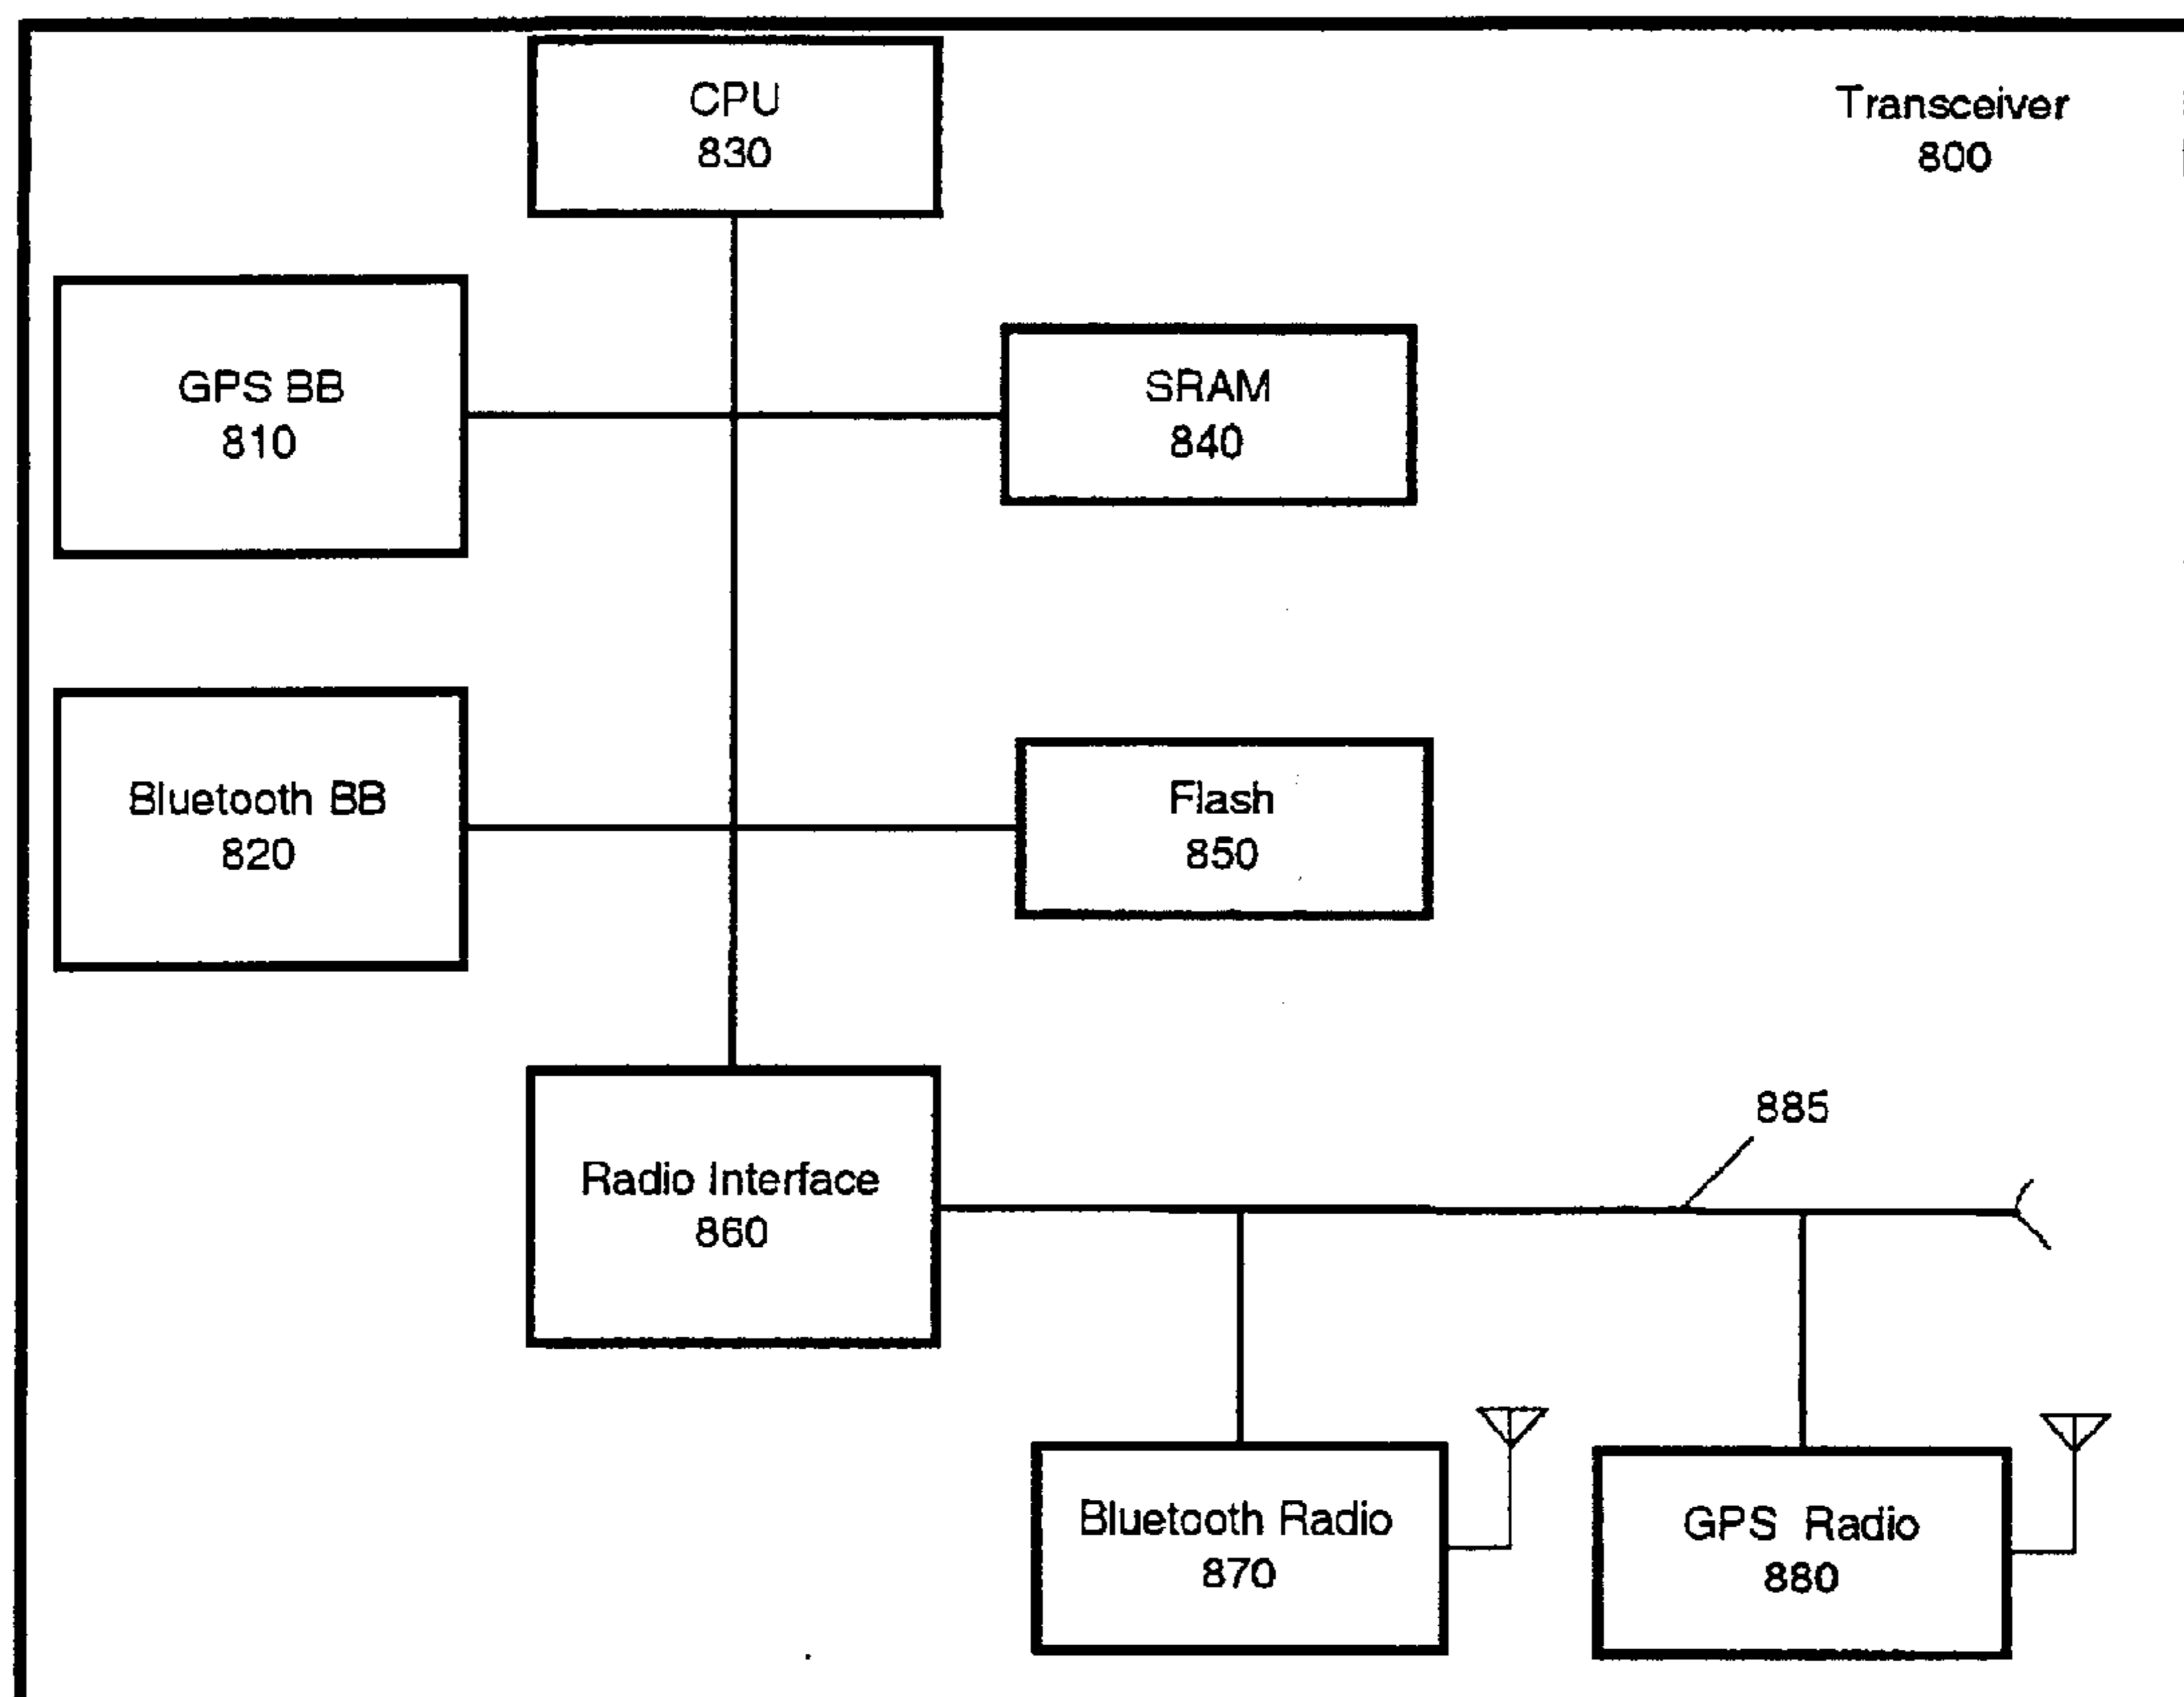 CPU
830
Transceiver
800
GPS BB
810
SRAM
840
Bluetooth BB
820
Flash
850
885
Radio Interface
860
Bluetooth Radio
870
GPS Radio
880